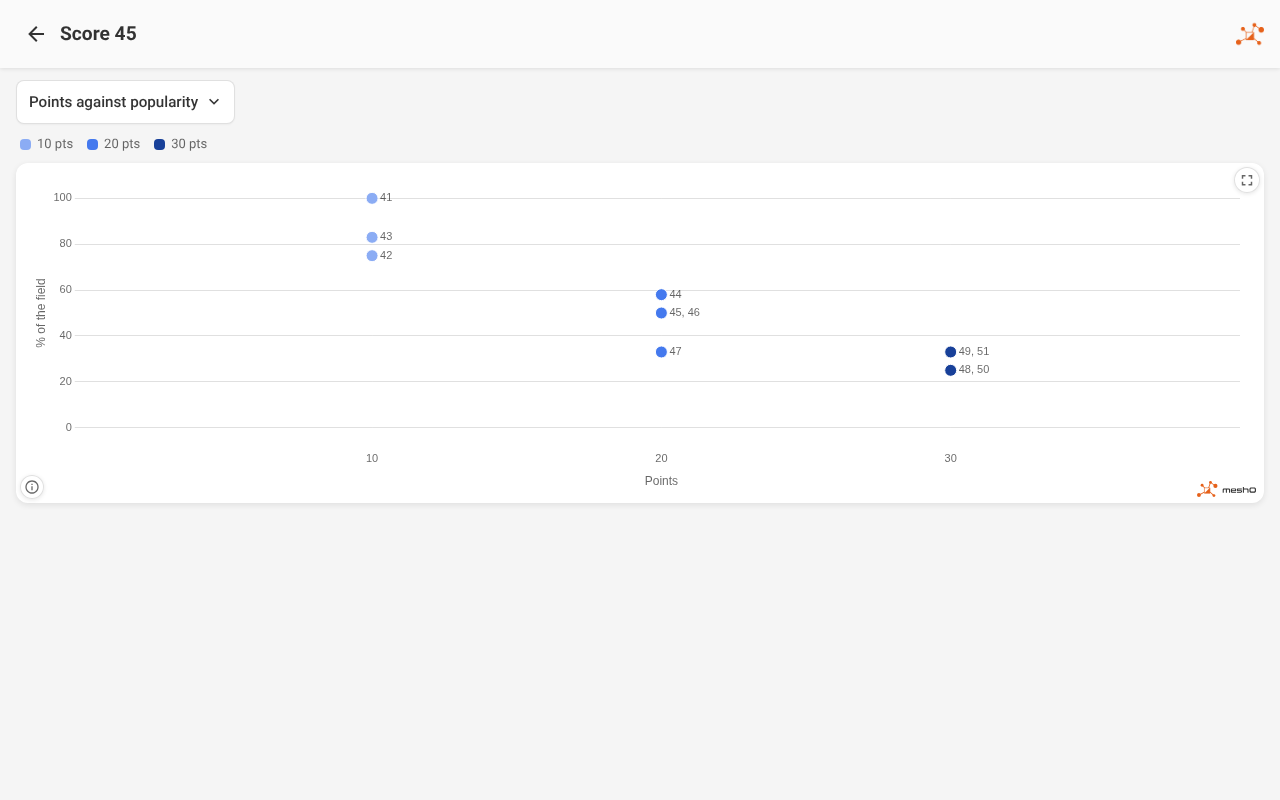 Score 45
Points against popularity
10 pts 20 pts 30 pts
100
80
60
40
20
0
% of the field
41
43
42
44
45, 46
47
49, 51
48, 50
10 20 30
Points
mesh0